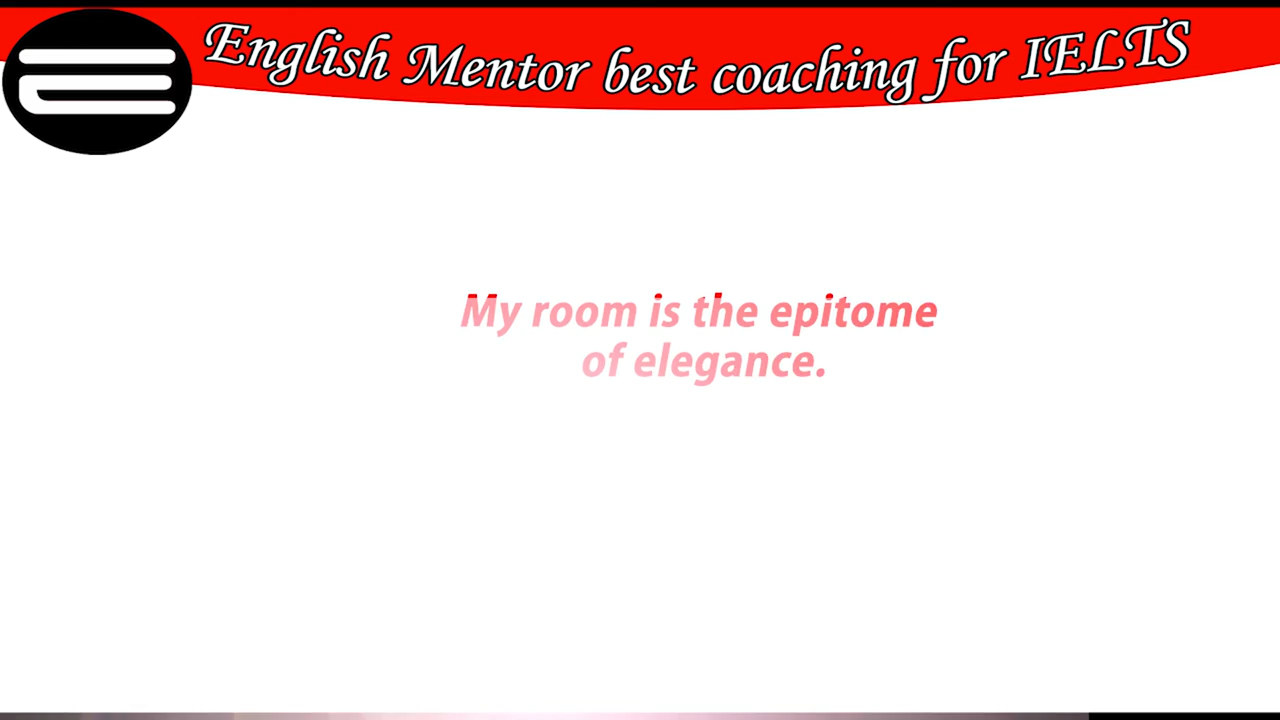 English Mentor best coaching for IELTS
My room is the epitome
of elegance.